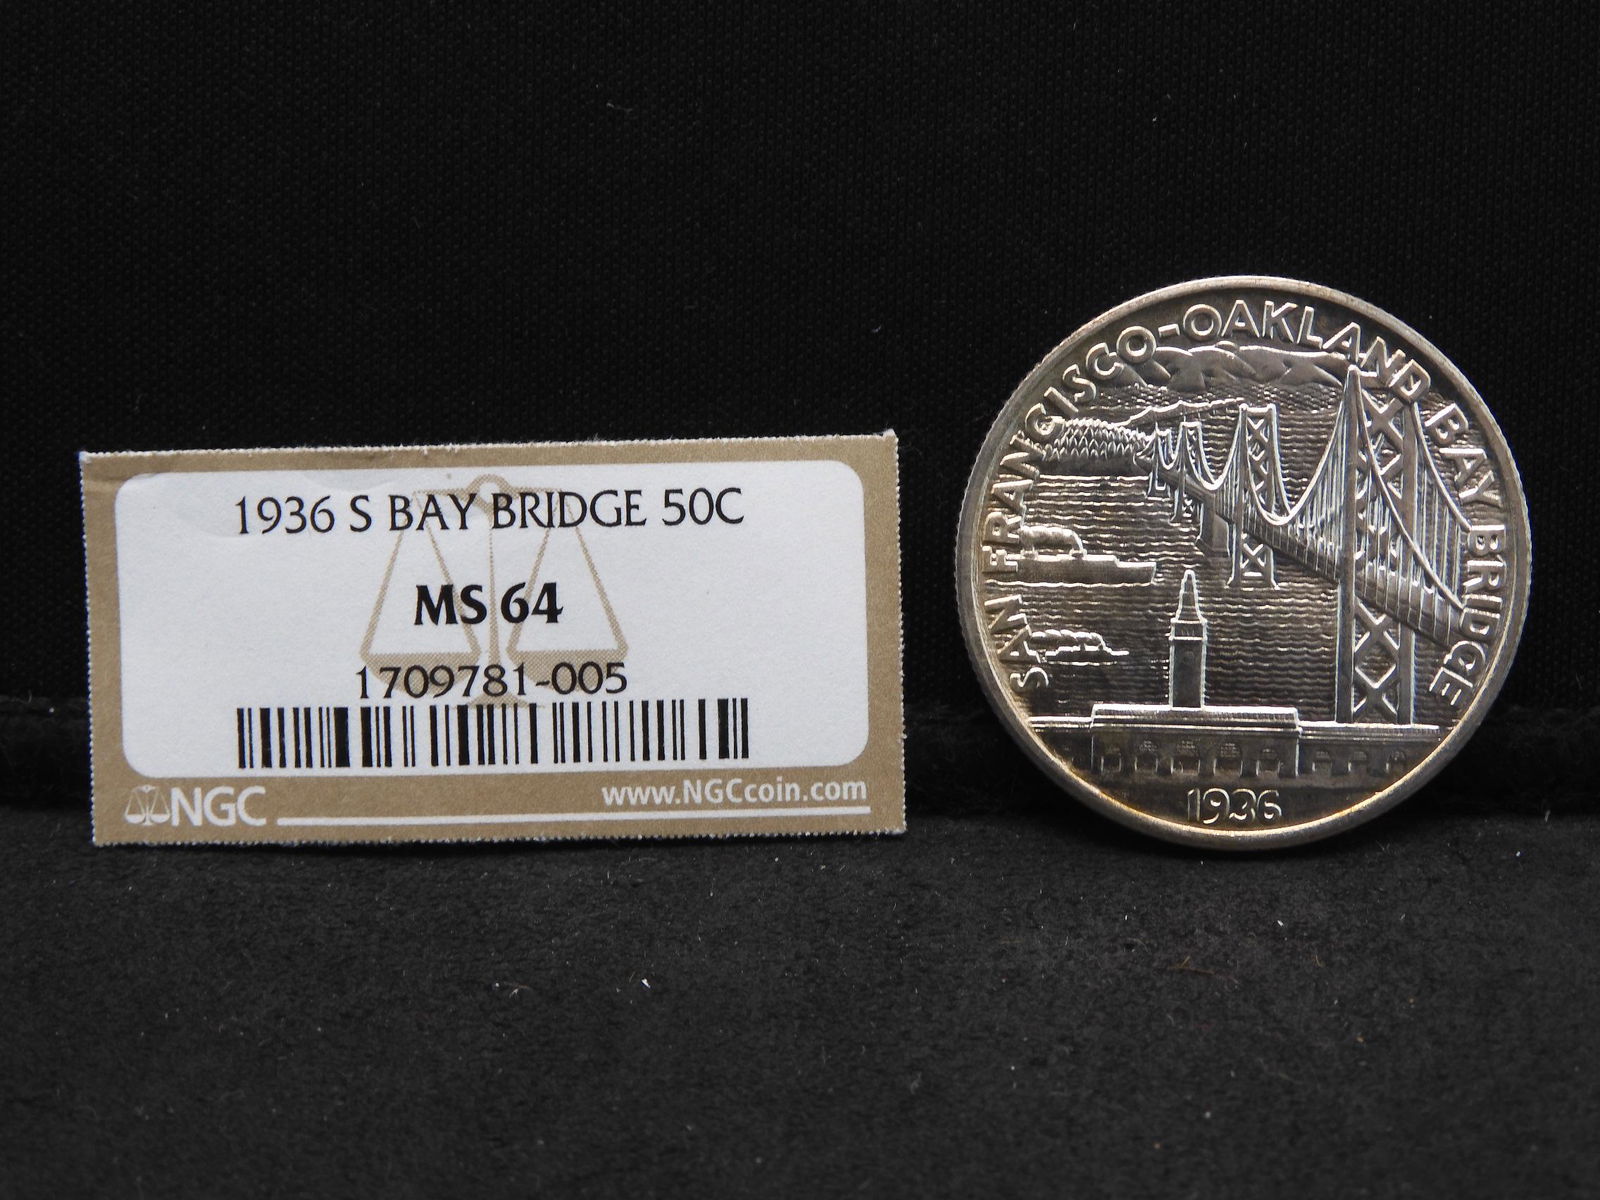 1936 S BAY BRIDGE 50C
MS 64
1709781-005
NGC
www.NGCcoin.com
SAN FRANCISCO-OAKLAND BAY BRIDGE
1936